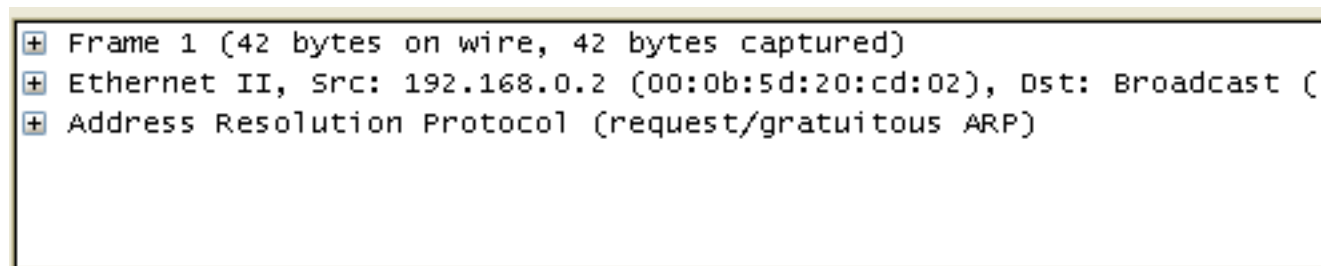 Frame 1 (42 bytes on wire, 42 bytes captured)
Ethernet II, Src: 192.168.0.2 (00:0b:5d:20:cd:02), Dst: Broadcast (
Address Resolution Protocol (request/gratuitous ARP)